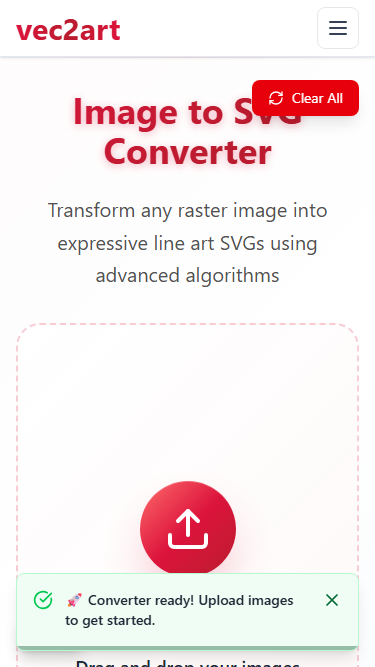 vec2art
Clear All
Image to SVG
Converter
Transform any raster image into
expressive line art SVGs using
advanced algorithms
🚀 Converter ready! Upload images
to get started.
Drag and drop your images